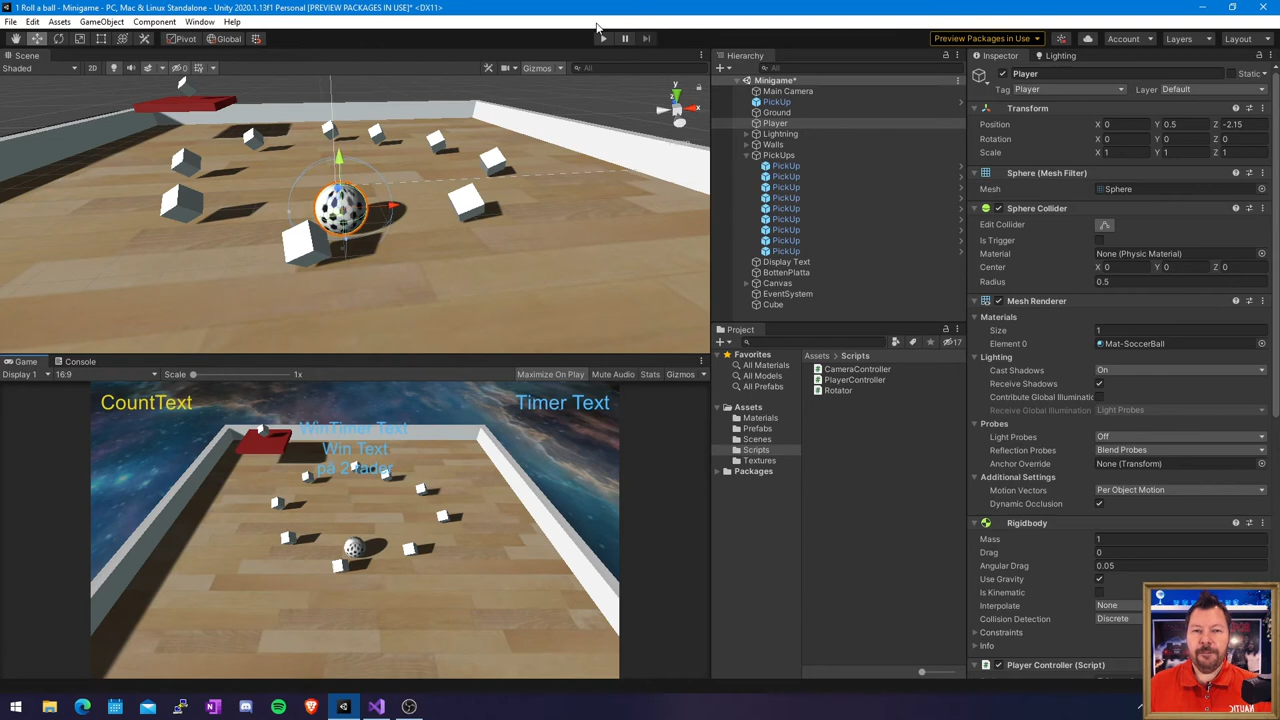 1 Roll a ball - Minigame - PC, Mac & Linux Standalone - Unity 2020.1.13f1 Personal [PREVIEW PACKAGES IN USE]* <DX11>
File Edit Assets GameObject Component Window Help
Pivot Global Preview Packages in Use Account Layers Layout
Scene
Shaded 2D 0 Gizmos All
y
x
Hierarchy
All
Minigame*
Main Camera
PickUp
Ground
Player
Lightning
Walls
PickUps
PickUp
PickUp
PickUp
PickUp
PickUp
PickUp
PickUp
PickUp
PickUp
Display Text
BottenPlatta
Canvas
EventSystem
Cube
Game Console
Display 1 16:9 Scale 1x Maximize On Play Mute Audio Stats Gizmos
CountText
Timer Text
WinTimer Text
Win Text
på 2 rader
Project
17
Favorites
All Materials
All Models
All Prefabs
Assets
Materials
Prefabs
Scenes
Scripts
Textures
Packages
Assets Scripts
CameraController
PlayerController
Rotator
Inspector Lighting
Player Static
Tag Player Layer Default
Transform
Position X 0 Y 0.5 Z -2.15
Rotation X 0 Y 0 Z 0
Scale X 1 Y 1 Z 1
Sphere (Mesh Filter)
Mesh Sphere
Sphere Collider
Edit Collider
Is Trigger
Material None (Physic Material)
Center X 0 Y 0 Z 0
Radius 0.5
Mesh Renderer
Materials
Size 1
Element 0 Mat-SoccerBall
Lighting
Cast Shadows On
Receive Shadows
Contribute Global Illuminatic
Receive Global Illumination Light Probes
Probes
Light Probes Off
Reflection Probes Blend Probes
Anchor Override None (Transform)
Additional Settings
Motion Vectors Per Object Motion
Dynamic Occlusion
Rigidbody
Mass 1
Drag 0
Angular Drag 0.05
Use Gravity
Is Kinematic
Interpolate None
Collision Detection Discrete
Constraints
Info
Player Controller (Script)